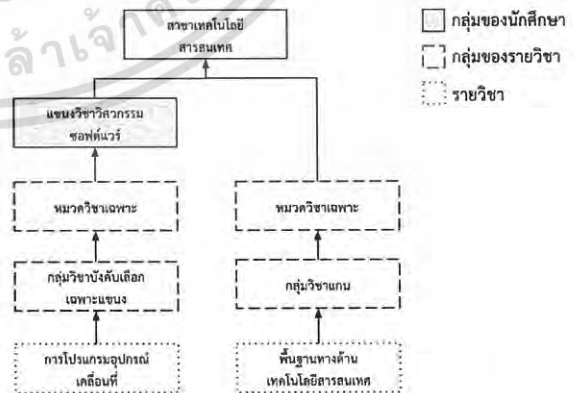 ล้าเจ้า
สาขาเทคโนโลยี
สารสนเทศ
แขนงวิชาวิศวกรรม
ซอฟต์แวร์
หมวดวิชาเฉพาะ
กลุ่มวิชาบังคับเลือก
เฉพาะแขนง
การโปรแกรมอุปกรณ์
เคลื่อนที่
หมวดวิชาเฉพาะ
กลุ่มวิชาแกน
พื้นฐานทางด้าน
เทคโนโลยีสารสนเทศ
กลุ่มของนักศึกษา
กลุ่มของรายวิชา
รายวิชา